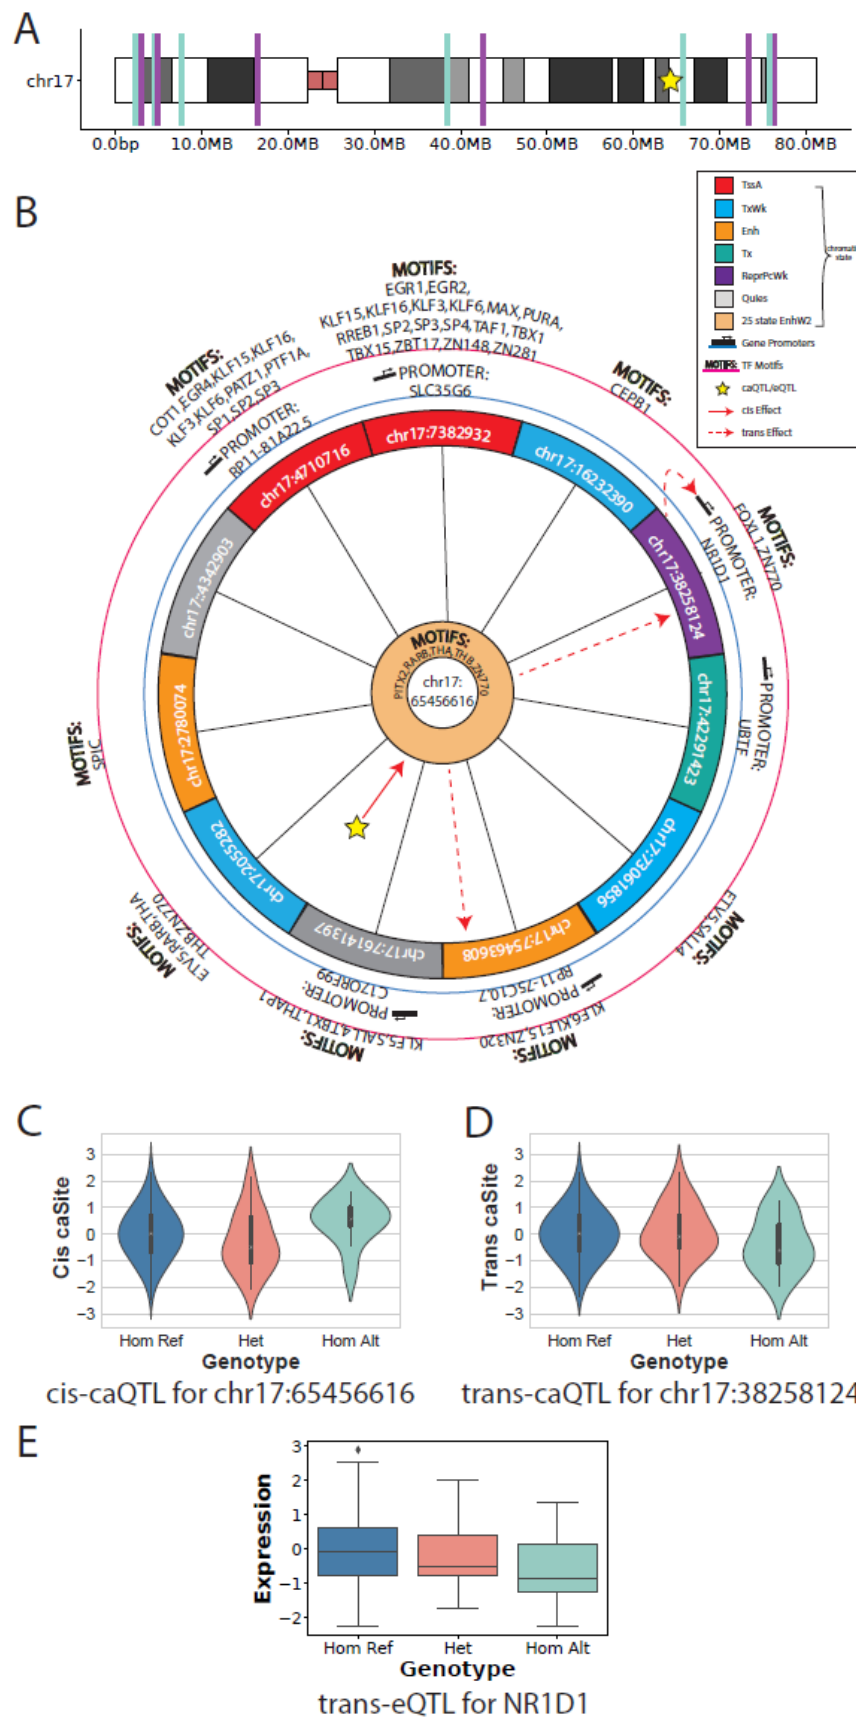 A
chr17
0.0bp 10.0MB 20.0MB 30.0MB 40.0MB 50.0MB 60.0MB 70.0MB 80.0MB
B
TssA
TxWk
Enh
Tx
ReprPcWk
Quies
25 state EnhW2
state
Gene Promoters
MOTIFS: TF Motifs
caQTL/eQTL
cis Effect
trans Effect
MOTIFS:
EGR1,EGR2,
KLF15,KLF16,KLF3,KLF6,MAX,PURA,
RREB1,SP2,SP3,SP4,TAF1,TBX1
TBX15,ZBT17,ZN148,ZN281
PROMOTER:
SLC35G6
chr17:7382932
MOTIFS:
CEPB1
chr17:16232390
MOTIFS:
FOXL1,ZN770
PROMOTER:
NR1D1
chr17:38258124
PROMOTER:
UBTF
chr17:42291423
MOTIFS:
ETV5,SALL4
chr17:73061856
MOTIFS:
KLF6,KLF15,ZN320
PROMOTER:
RP11-75C10.7
chr17:75463608
MOTIFS:
KLF5,SALL4,TBX1,THAP1
PROMOTER:
C17ORF99
chr17:76141397
MOTIFS:
ETV5,RARB,THA
THB,ZN770
chr17:2055282
MOTIFS:
SPIC
chr17:2780074
chr17:4342903
MOTIFS:
COT1,EGR4,KLF15,KLF16,
KLF3,KLF6,PATZ1,PTF1A,
SP1,SP2,SP3
PROMOTER:
RP11-81A22.5
chr17:4710716
MOTIFS:
PITX2,RARB,THA,THB,ZN770
chr17:
65456616
C
Cis caSite
3
2
1
0
−1
−2
−3
Hom Ref Het Hom Alt
Genotype
cis-caQTL for chr17:65456616
D
Trans caSite
3
2
1
0
−1
−2
−3
Hom Ref Het Hom Alt
Genotype
trans-caQTL for chr17:38258124
E
Expression
3
2
1
0
−1
−2
Hom Ref Het Hom Alt
Genotype
trans-eQTL for NR1D1